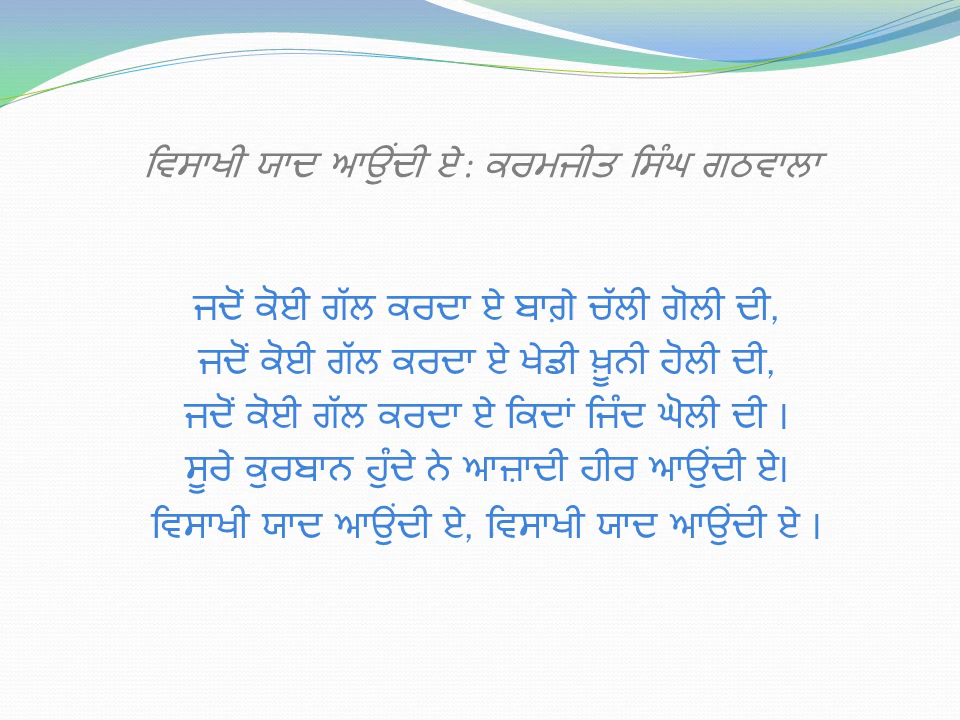 ਵਿਸਾਖੀ ਯਾਦ ਆਉਂਦੀ ਏ : ਕਰਮਜੀਤ ਸਿੰਘ ਗਠਵਾਲਾ
ਜਦੋਂ ਕੋਈ ਗੱਲ ਕਰਦਾ ਏ ਬਾਗ਼ੇ ਚੱਲੀ ਗੋਲੀ ਦੀ,
ਜਦੋਂ ਕੋਈ ਗੱਲ ਕਰਦਾ ਏ ਖੇਡੀ ਖ਼ੂਨੀ ਹੋਲੀ ਦੀ,
ਜਦੋਂ ਕੋਈ ਗੱਲ ਕਰਦਾ ਏ ਕਿਦਾਂ ਜਿੰਦ ਘੋਲੀ ਦੀ ।
ਸੂਰੇ ਕੁਰਬਾਨ ਹੁੰਦੇ ਨੇ ਆਜ਼ਾਦੀ ਹੀਰ ਆਉਂਦੀ ਏ।
ਵਿਸਾਖੀ ਯਾਦ ਆਉਂਦੀ ਏ, ਵਿਸਾਖੀ ਯਾਦ ਆਉਂਦੀ ਏ ।